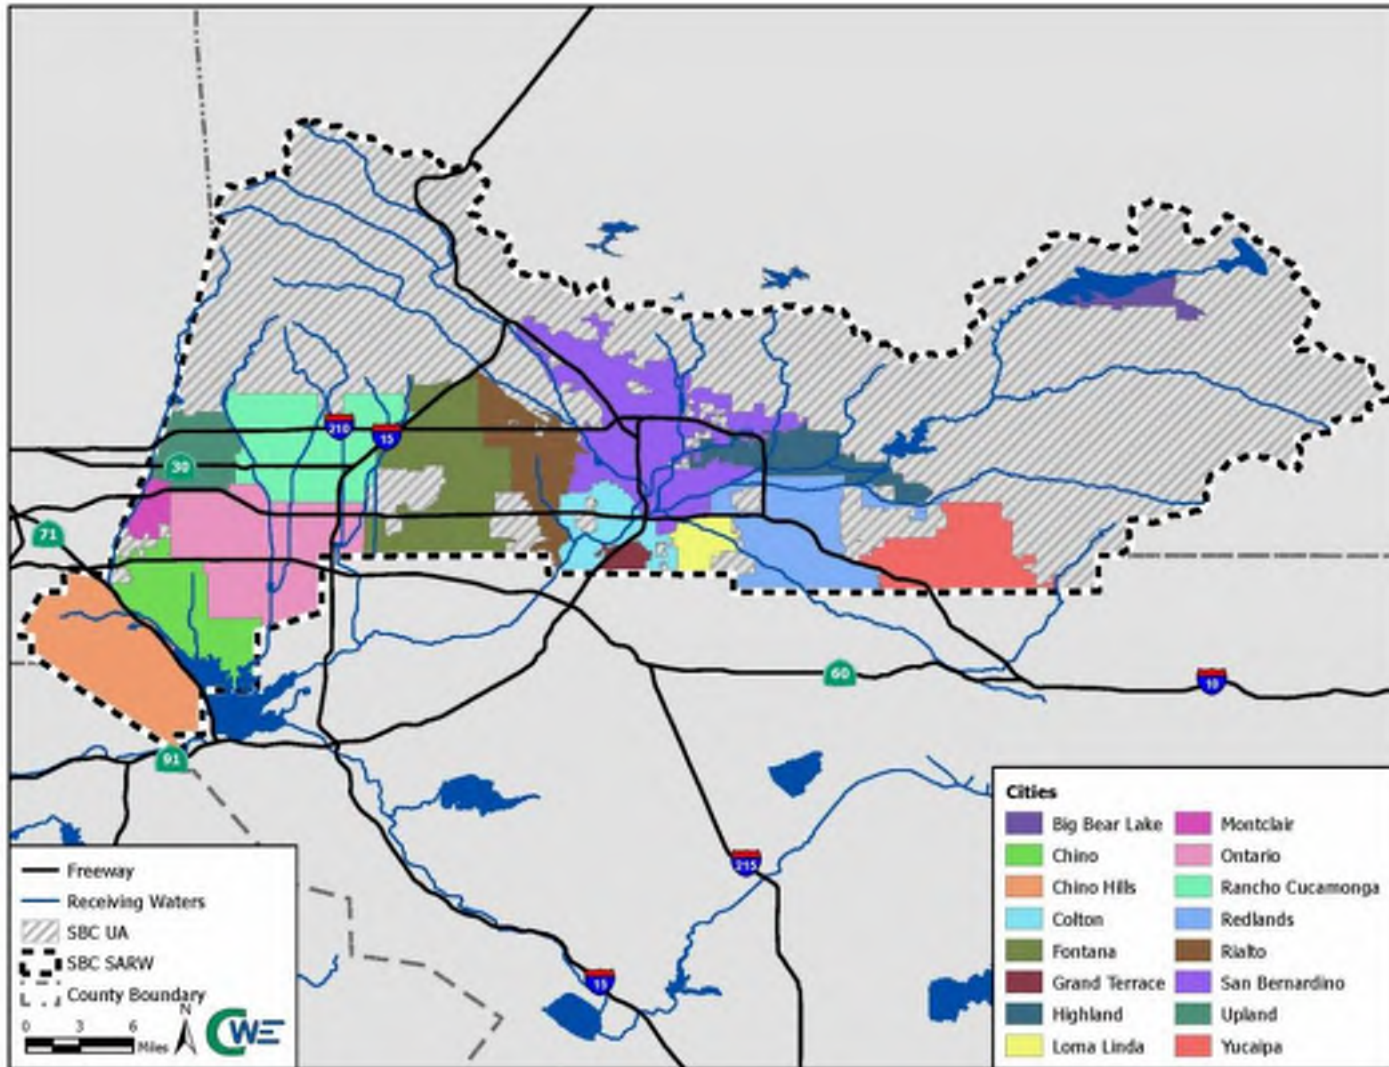 210
15
30
71
60
10
91
215
15
Freeway
Receiving Waters
SBC UA
SBC SARW
County Boundary
N
0 3 6
Miles
CWE
Cities
Big Bear Lake
Chino
Chino Hills
Colton
Fontana
Grand Terrace
Highland
Loma Linda
Montclair
Ontario
Rancho Cucamonga
Redlands
Rialto
San Bernardino
Upland
Yucaipa